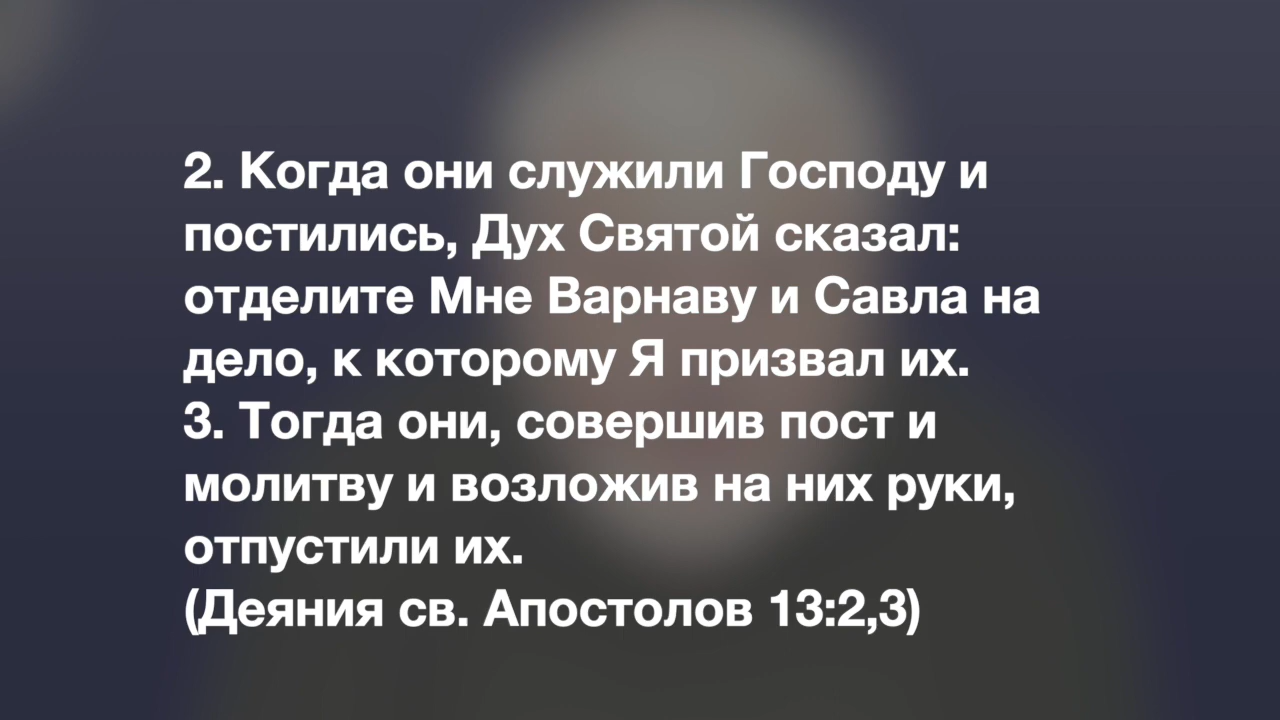 2. Когда они служили Господу и
постились, Дух Святой сказал:
отделите Мне Варнаву и Савла на
дело, к которому Я призвал их.
3. Тогда они, совершив пост и
молитву и возложив на них руки,
отпустили их.
(Деяния св. Апостолов 13:2,3)